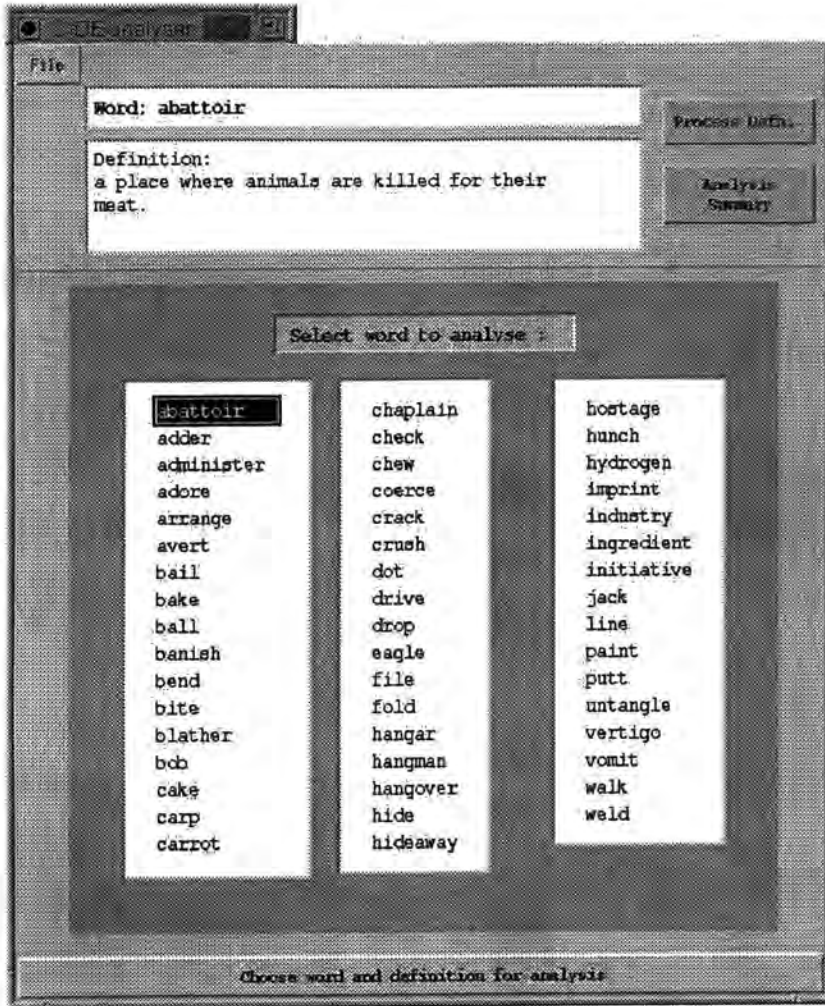 analyser
File
Word: abattoir
Process Defn.
Definition:
a place where animals are killed for their
meat.
Analysis
Summary
Select word to analyse :
abattoir
adder
administer
adore
arrange
avert
bail
bake
ball
banish
bend
bite
blather
bob
cake
carp
carrot
chaplain
check
chew
coerce
crack
crush
dot
drive
drop
eagle
file
fold
hangar
hangman
hangover
hide
hideaway
hostage
hunch
hydrogen
imprint
industry
ingredient
initiative
jack
line
paint
putt
untangle
vertigo
vomit
walk
weld
Choose word and definition for analysis